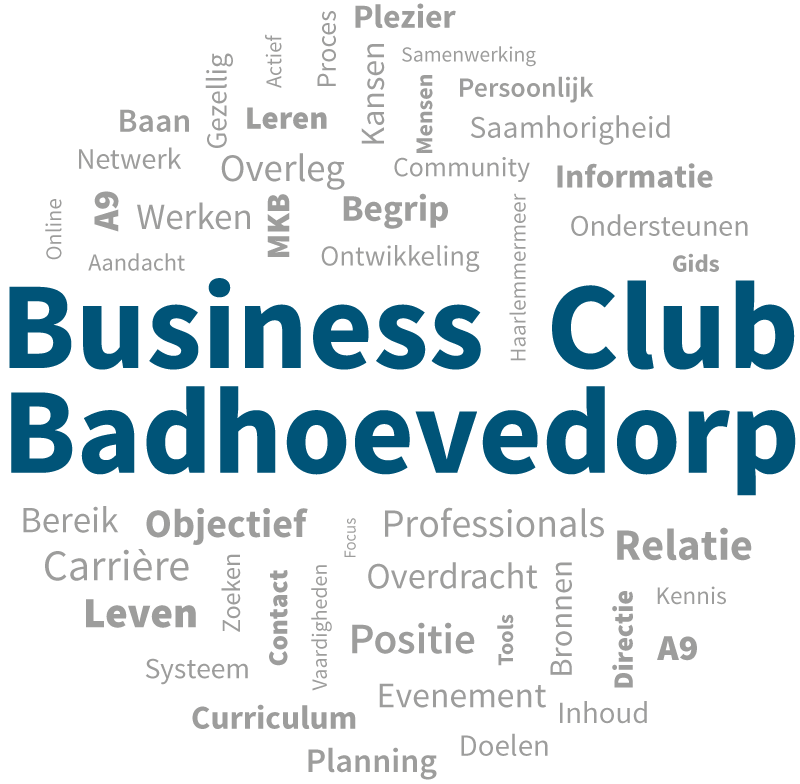 Plezier
Proces
Actief
Samenwerking
Kansen
Gezellig
Mensen
Persoonlijk
Baan
Leren
Saamhorigheid
Netwerk
Overleg
Community
Informatie
Online
A9
Werken
MKB
Begrip
Haarlemmermeer
Ondersteunen
Aandacht
Ontwikkeling
Gids
Business Club
Badhoevedorp
Bereik
Objectief
Focus
Professionals
Relatie
Carrière
Zoeken
Contact
Vaardigheden
Overdracht
Bronnen
Directie
Kennis
Leven
Positie
Tools
A9
Systeem
Evenement
Curriculum
Inhoud
Planning
Doelen